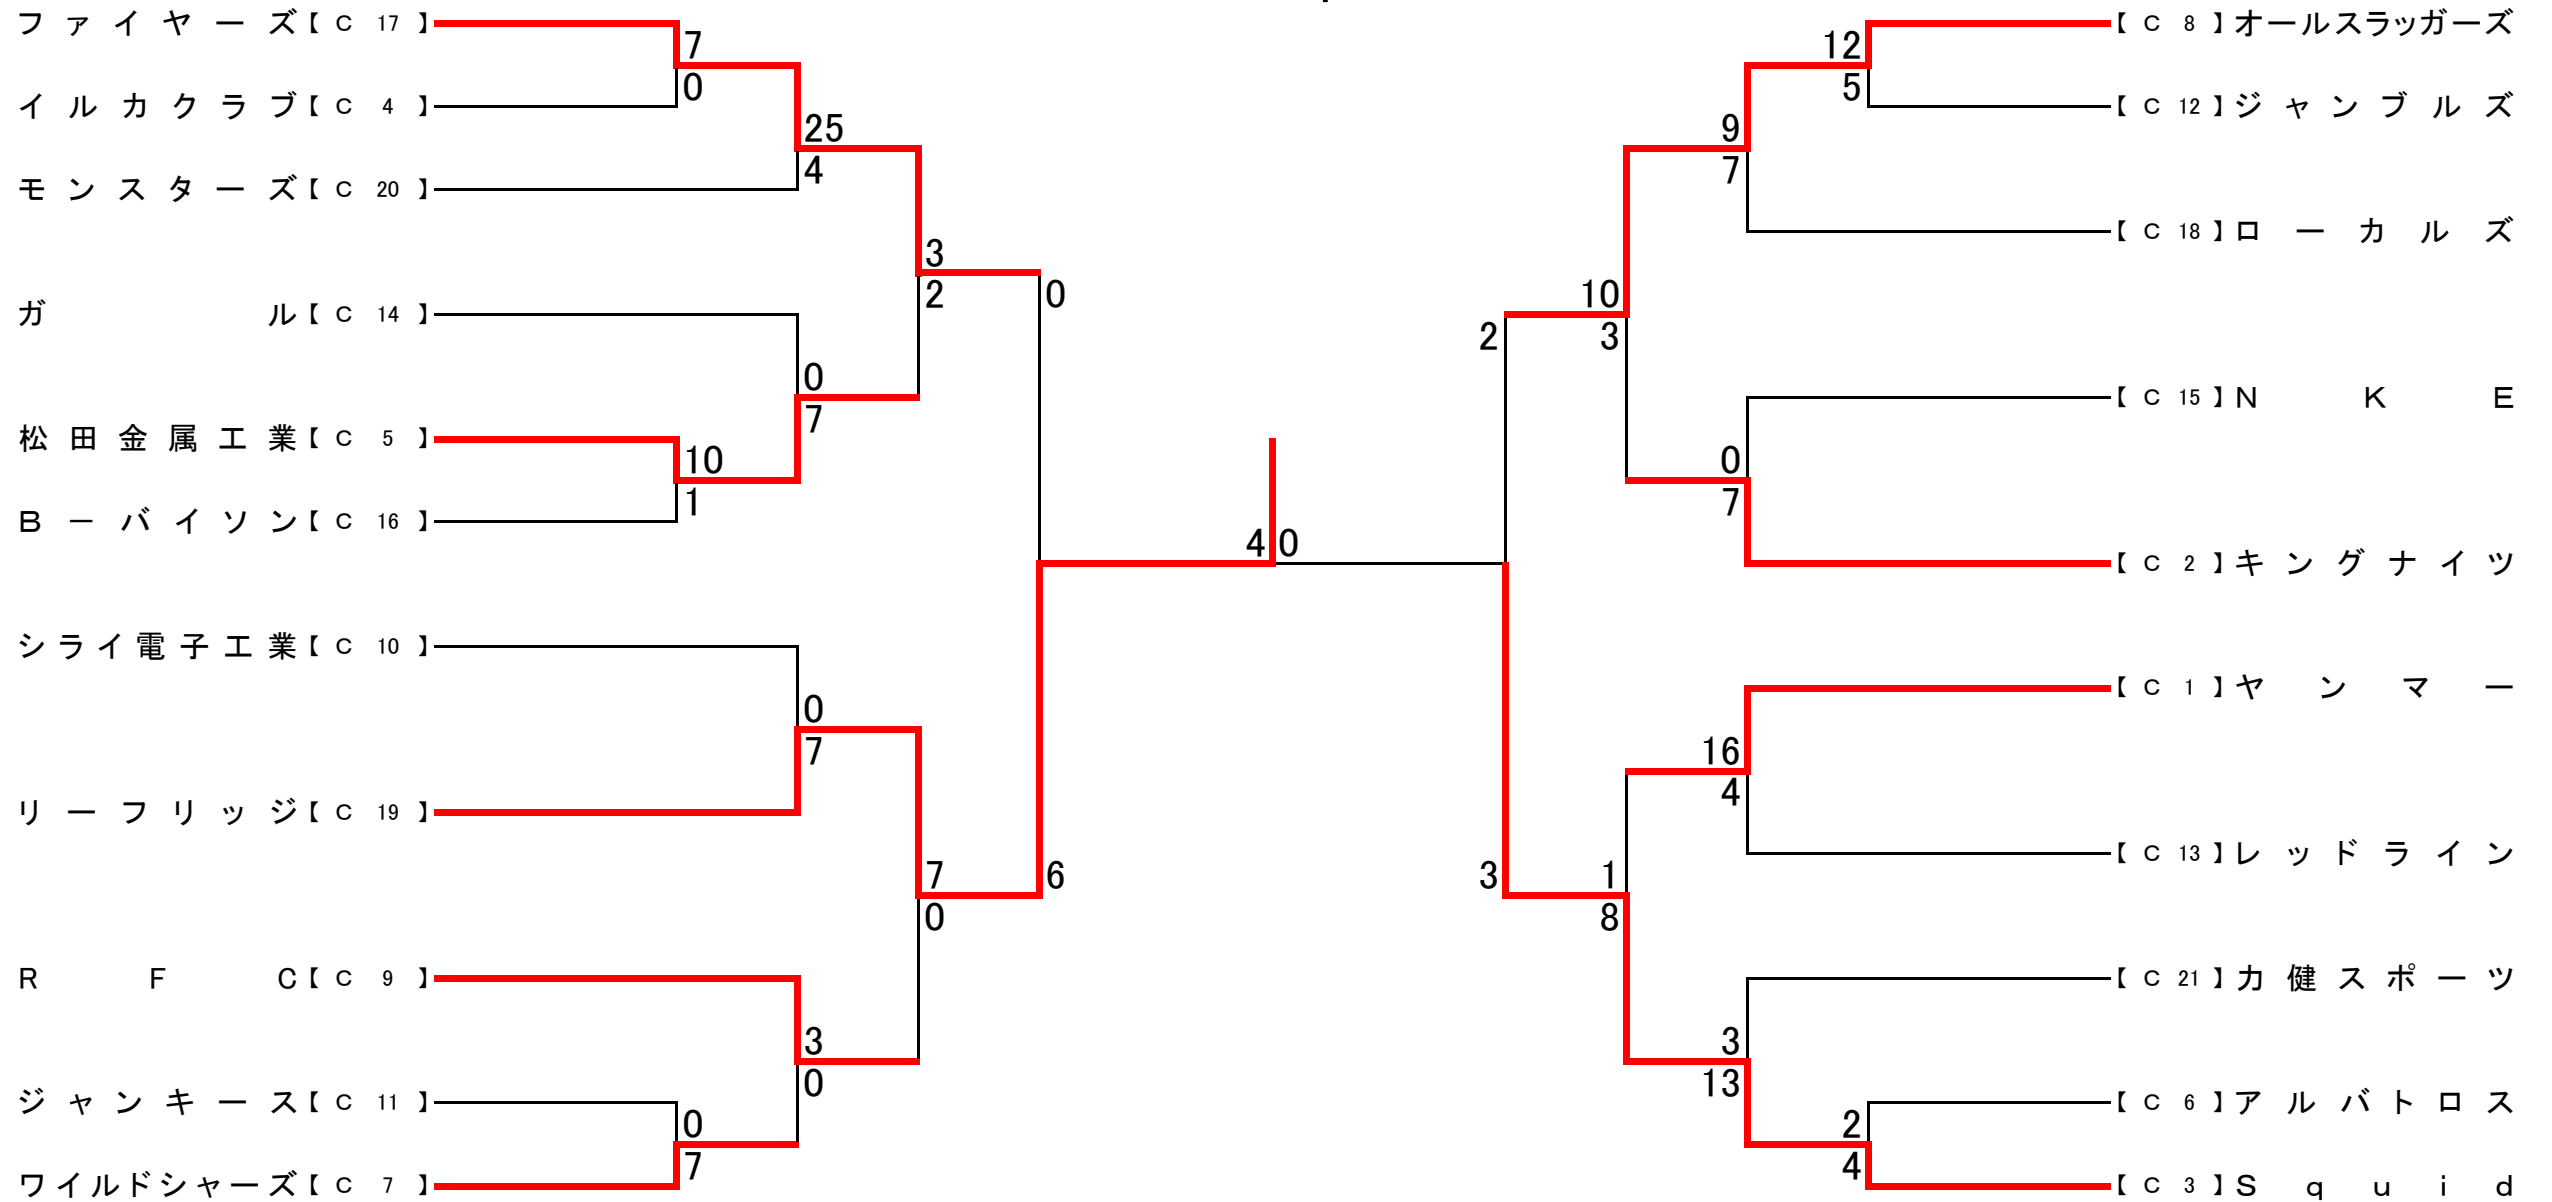 ファイヤーズ【 C 17 】
【 C 8 】オールスラッガーズ
7
12
0
5
イルカクラブ【 C 4 】
【 C 12 】ジャンブルズ
25
9
4
7
モンスターズ【 C 20 】
【 C 18 】ローカルズ
3
2
0
10
ガル【 C 14 】
2
3
0
【 C 15 】NKE
7
松田金属工業【 C 5 】
10
0
1
7
B－バイソン【 C 16 】
4 0
【 C 2 】キングナイツ
シライ電子工業【 C 10 】
【 C 1 】ヤンマー
0
7
16
4
リーフリッジ【 C 19 】
【 C 13 】レッドライン
7
6
3
1
0
8
RFC【 C 9 】
【 C 21 】力健スポーツ
3
3
0
13
ジャンキース【 C 11 】
【 C 6 】アルバトロス
0
2
7
4
ワイルドシャーズ【 C 7 】
【 C 3 】Squid